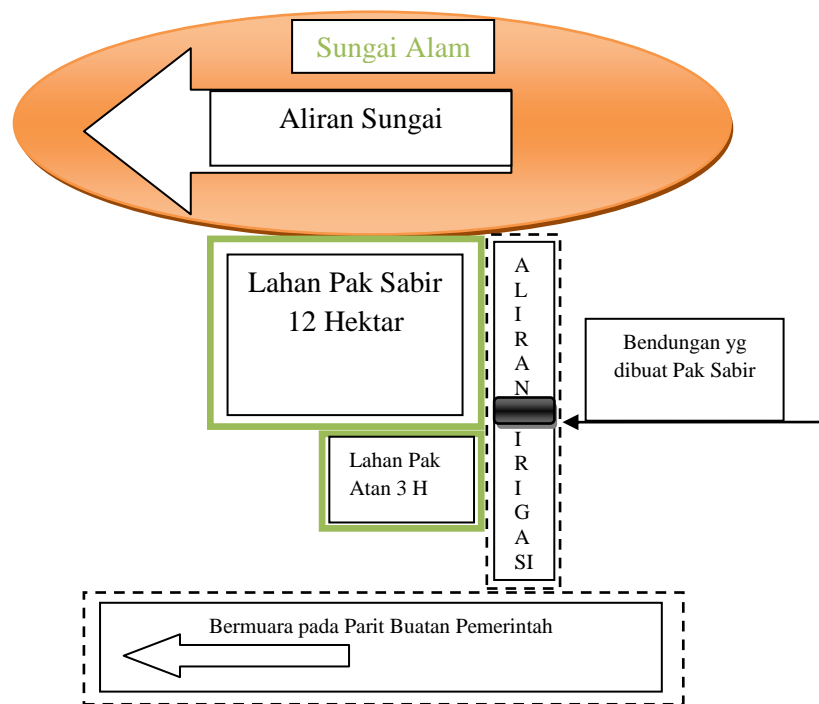 Sungai Alam
Aliran Sungai
Lahan Pak Sabir
12 Hektar
A
L
I
R
A
N
I
R
I
G
A
SI
Bendungan yg
dibuat Pak Sabir
Lahan Pak
Atan 3 H
Bermuara pada Parit Buatan Pemerintah